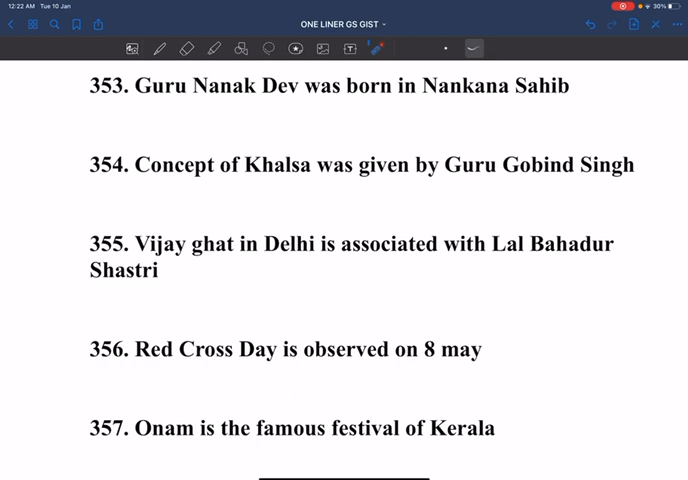 12:22 AM Tue 10 Jan 30%
ONE LINER GS GIST
353. Guru Nanak Dev was born in Nankana Sahib
354. Concept of Khalsa was given by Guru Gobind Singh
355. Vijay ghat in Delhi is associated with Lal Bahadur
Shastri
356. Red Cross Day is observed on 8 may
357. Onam is the famous festival of Kerala